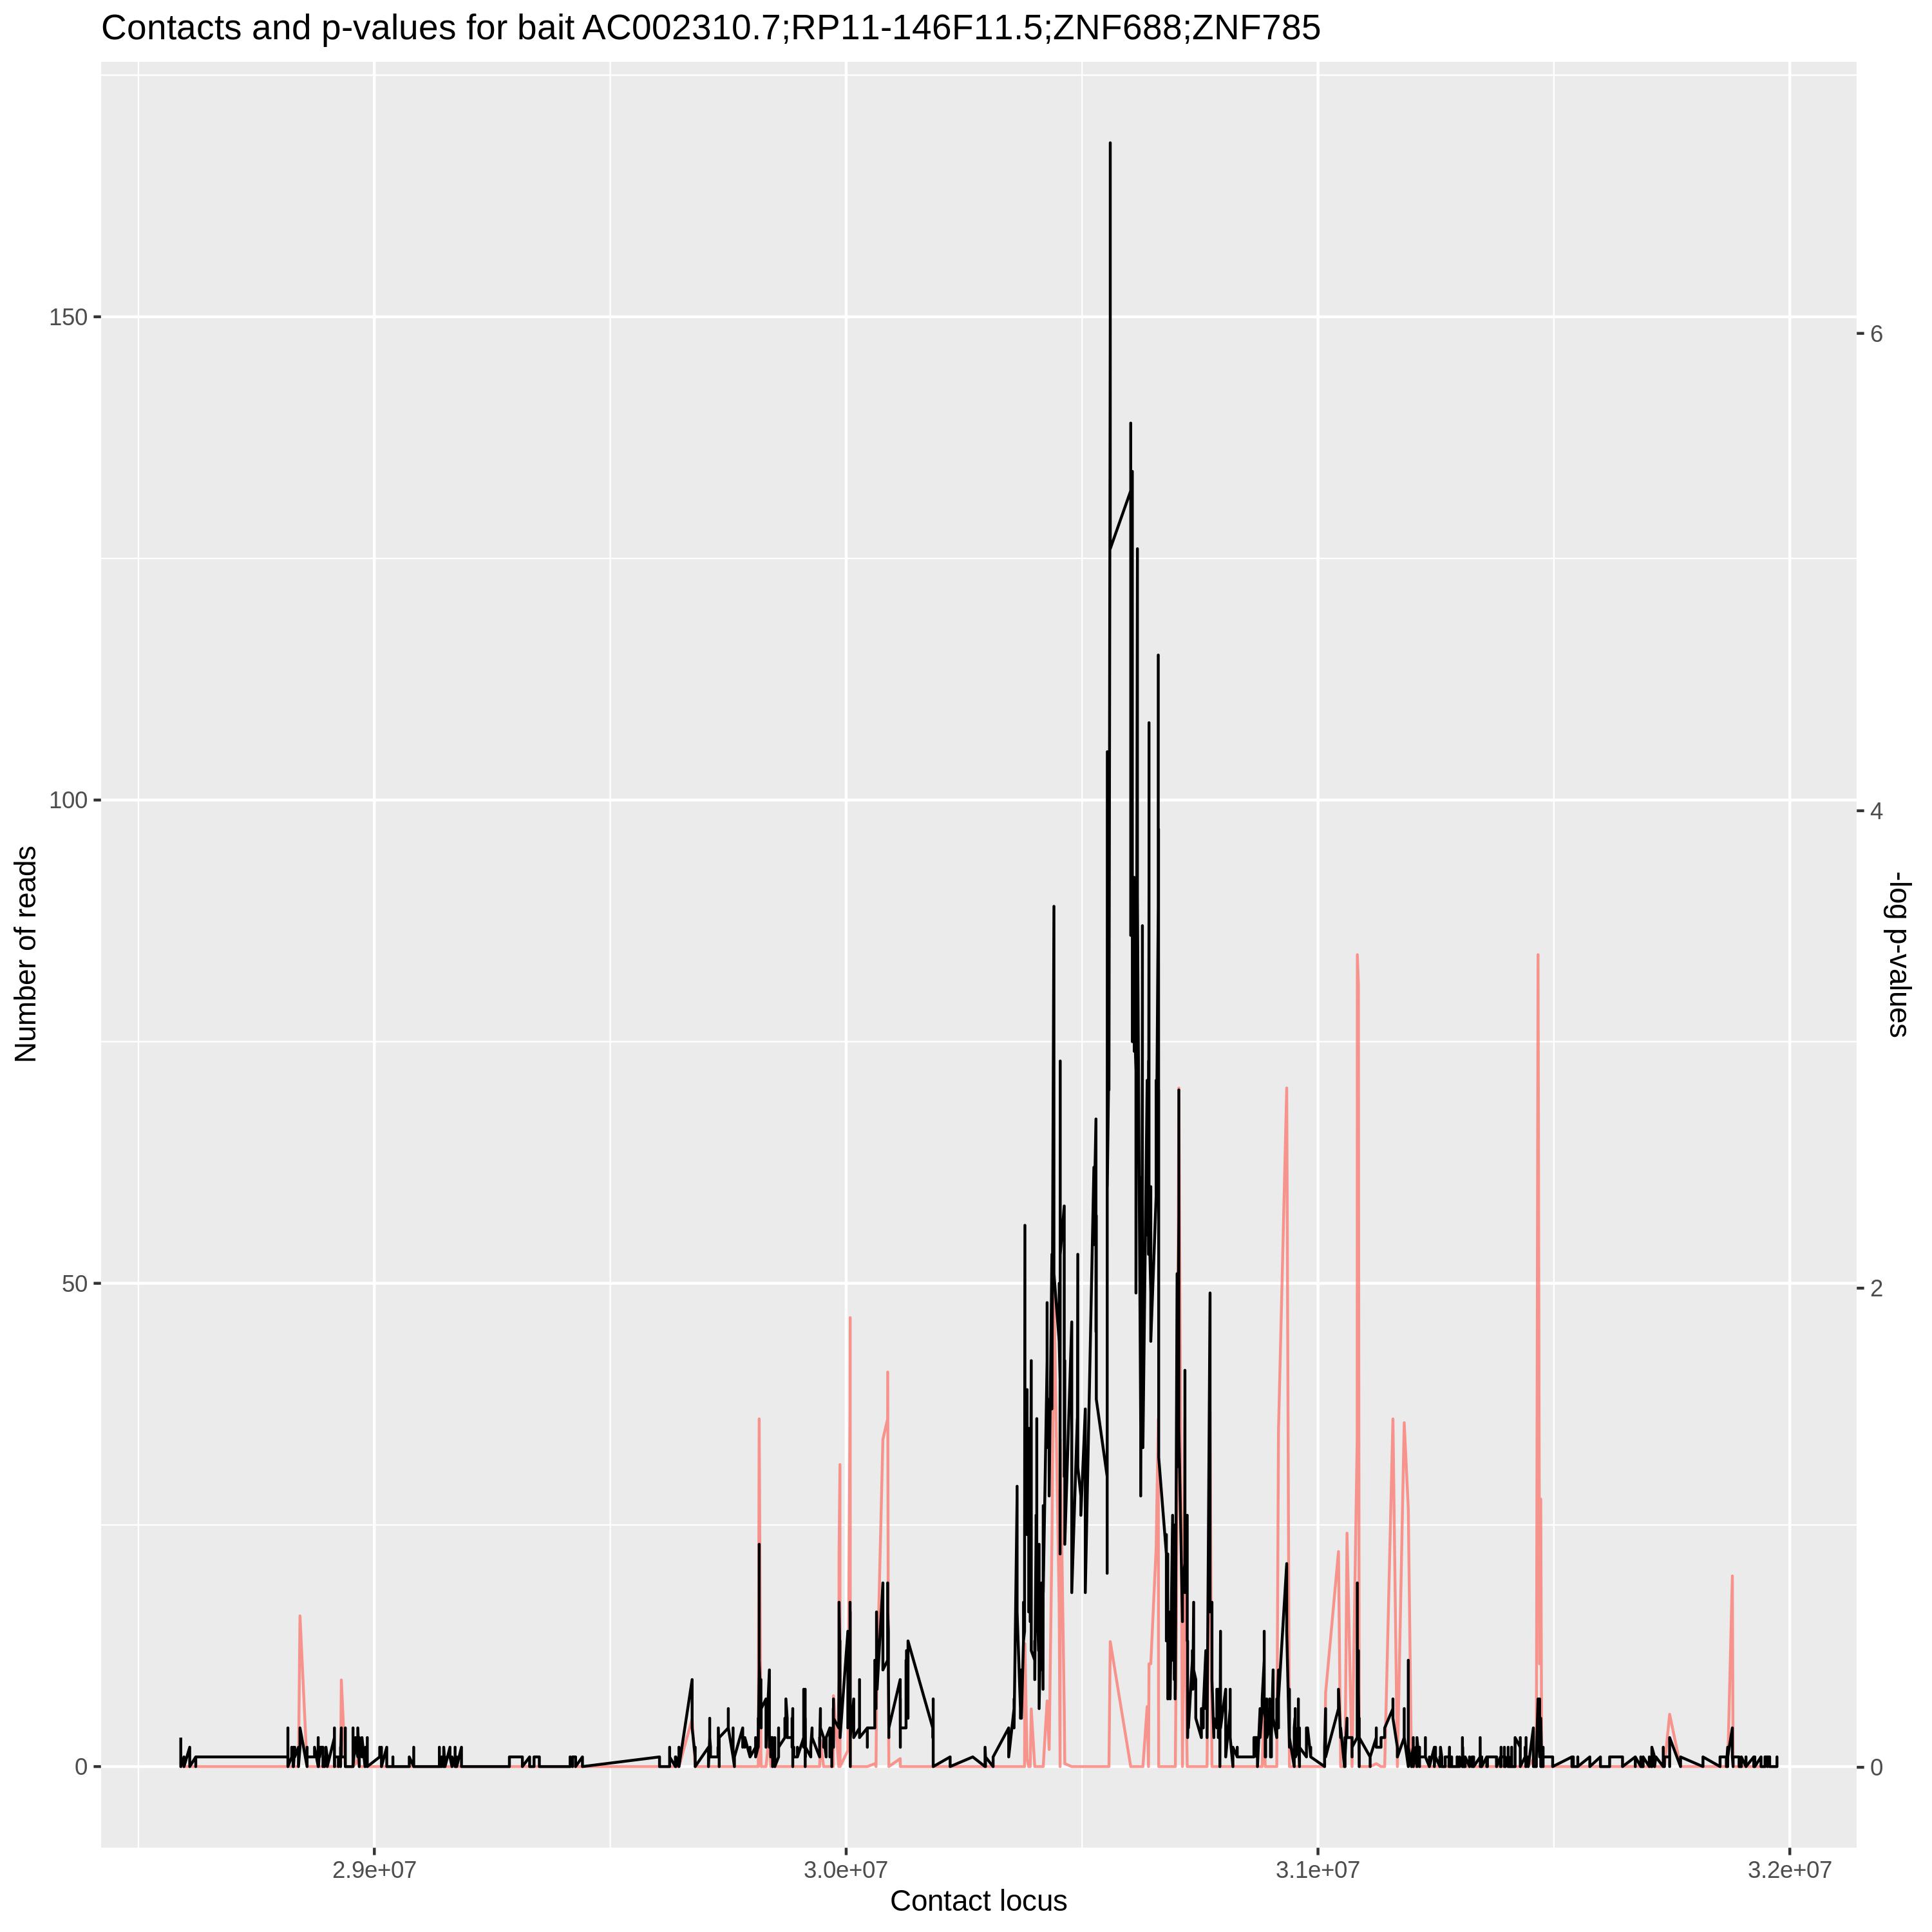 Contacts and p-values for bait AC002310.7;RP11-146F11.5;ZNF688;ZNF785
150
100
50
0
Number of reads
6
4
2
0
-log p-values
2.9e+07
3.0e+07
3.1e+07
3.2e+07
Contact locus